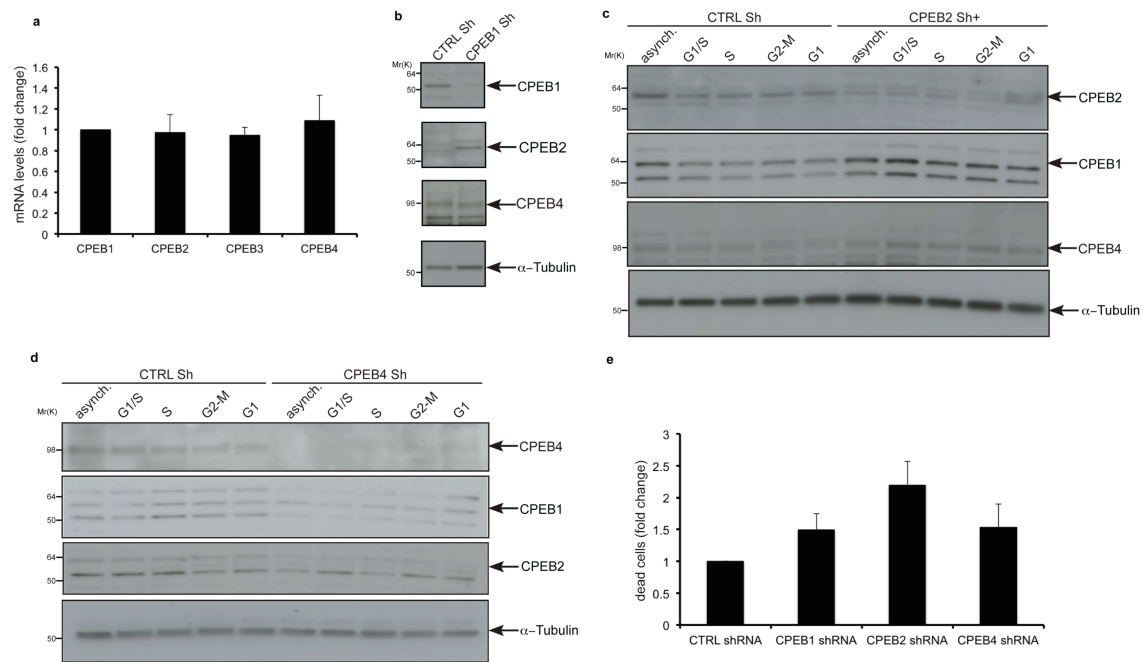 a
mRNA levels (fold change)
1.6
1.4
1.2
1
0.8
0.6
0.4
0.2
0
CPEB1 CPEB2 CPEB3 CPEB4
b
CTRL Sh CPEB1 Sh
Mr(K)
64
50
CPEB1
64
50
CPEB2
98
CPEB4
50
α–Tubulin
c
CTRL Sh CPEB2 Sh+
asynch. G1/S S G2-M G1 asynch. G1/S S G2-M G1
Mr(K)
64
50
CPEB2
64
50
CPEB1
98
CPEB4
50
α–Tubulin
d
CTRL Sh CPEB4 Sh
asynch. G1/S S G2-M G1 asynch. G1/S S G2-M G1
Mr(K)
98
CPEB4
64
50
CPEB1
64
50
CPEB2
50
α–Tubulin
e
dead cells (fold change)
3
2.5
2
1.5
1
0.5
0
CTRL shRNA CPEB1 shRNA CPEB2 shRNA CPEB4 shRNA